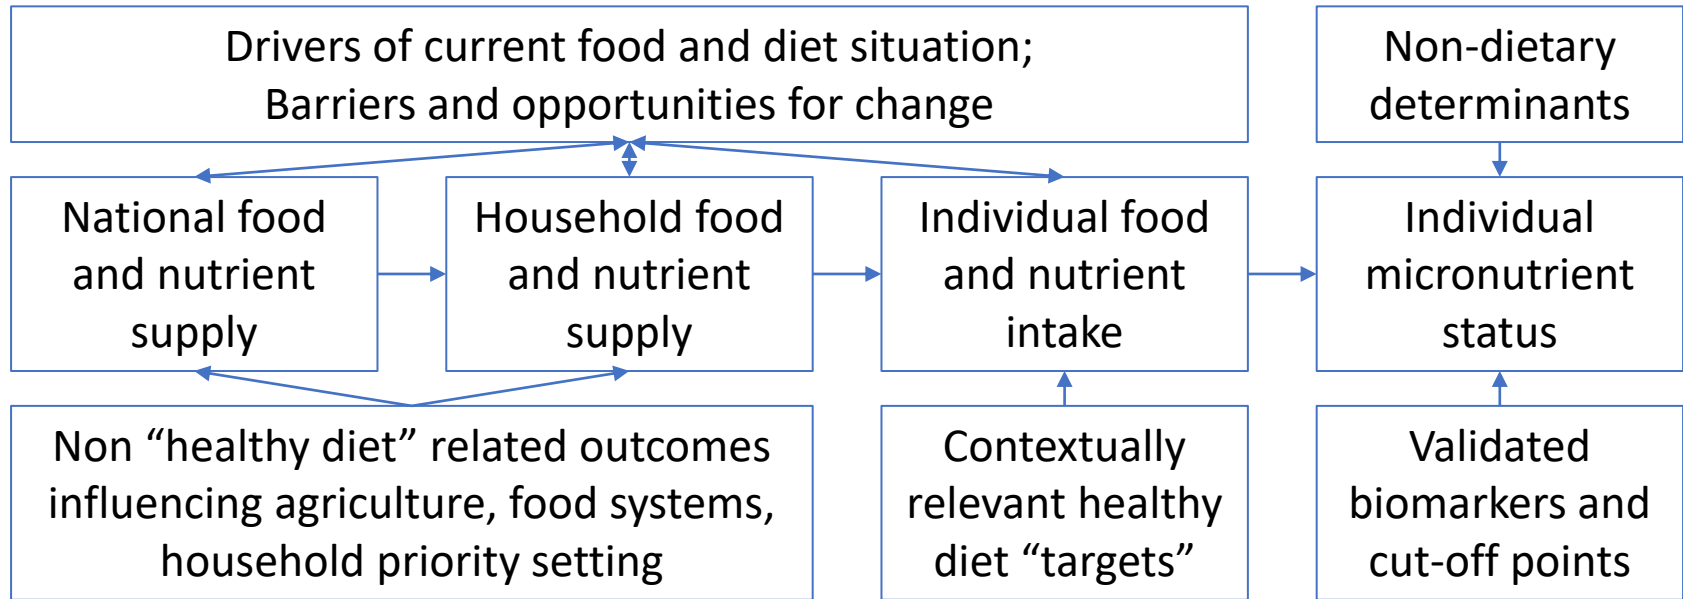 Drivers of current food and diet situation;
Barriers and opportunities for change
Non-dietary
determinants
National food
and nutrient
supply
Household food
and nutrient
supply
Individual food
and nutrient
intake
Individual
micronutrient
status
Non “healthy diet” related outcomes
influencing agriculture, food systems,
household priority setting
Contextually
relevant healthy
diet “targets”
Validated
biomarkers and
cut-off points